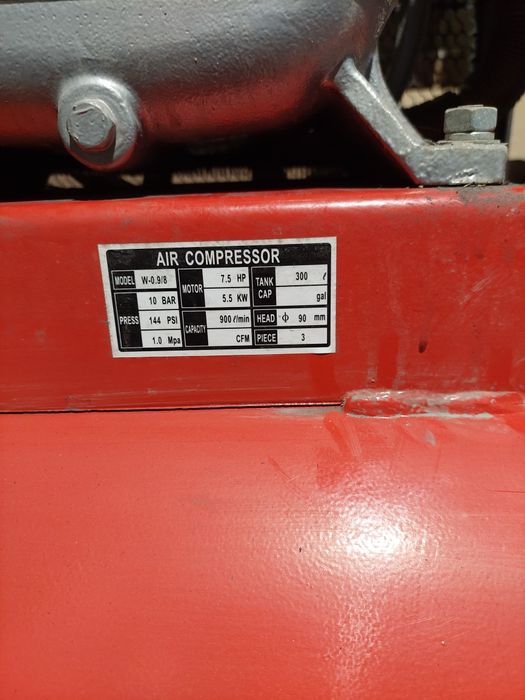 AIR COMPRESSOR
MODEL W-0.9/8 MOTOR 7.5 HP TANK CAP 300 ℓ
PRESS 10 BAR 5.5 KW gal
144 PSI CAPACITY 900 ℓ/min HEAD ϕ 90 mm
1.0 Mpa CFM PIECE 3